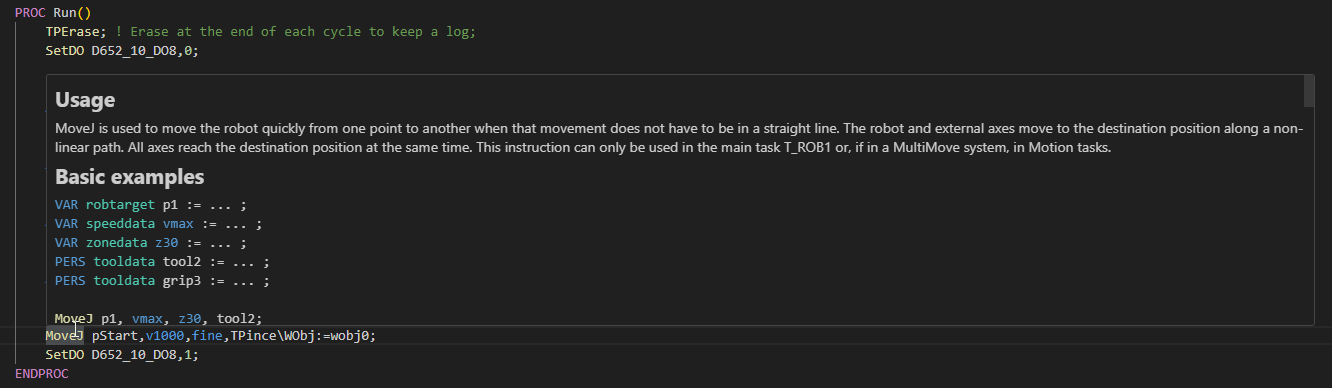 PROC Run()
TPErase; ! Erase at the end of each cycle to keep a log;
SetDO D652_10_DO8,0;
Usage
MoveJ is used to move the robot quickly from one point to another when that movement does not have to be in a straight line. The robot and external axes move to the destination position along a non-
linear path. All axes reach the destination position at the same time. This instruction can only be used in the main task T_ROB1 or, if in a MultiMove system, in Motion tasks.
Basic examples
VAR robtarget p1 := ... ;
VAR speeddata vmax := ... ;
VAR zonedata z30 := ... ;
PERS tooldata tool2 := ... ;
PERS tooldata grip3 := ... ;
MoveJ p1, vmax, z30, tool2;
MoveJ pStart,v1000,fine,TPince\WObj:=wobj0;
SetDO D652_10_DO8,1;
ENDPROC